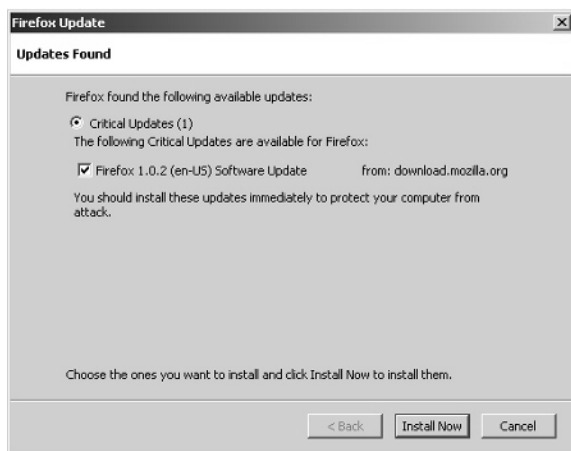 Firefox Update
Updates Found
Firefox found the following available updates:
Critical Updates (1)
The following Critical Updates are available for Firefox:
Firefox 1.0.2 (en-US) Software Update from: download.mozilla.org
You should install these updates immediately to protect your computer from
attack.
Choose the ones you want to install and click Install Now to install them.
< Back Install Now Cancel